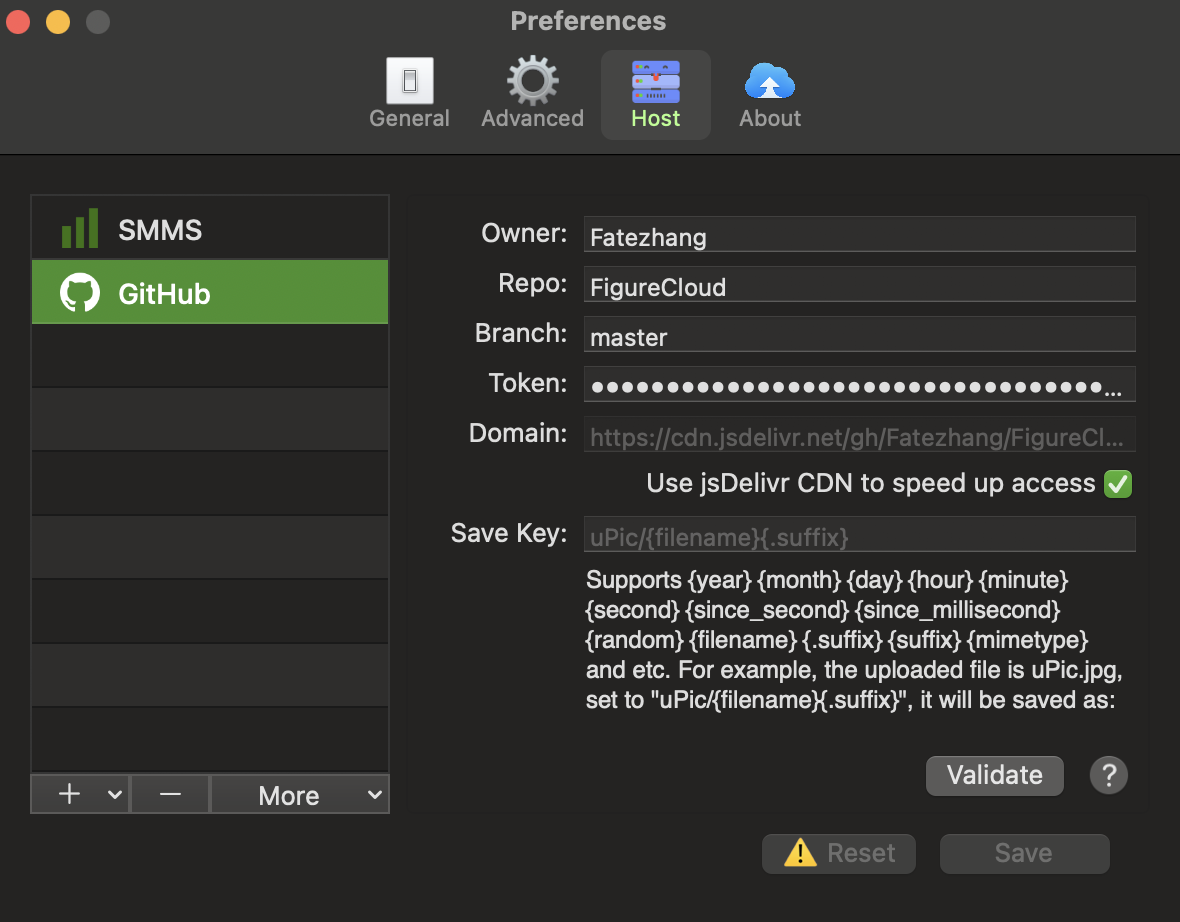 Preferences
General
Advanced
Host
About
SMMS
GitHub
Owner: Fatezhang
Repo: FigureCloud
Branch: master
Token: ●●●●●●●●●●●●●●●●●●●●●●●●●●●●●●●●●●...
Domain: https://cdn.jsdelivr.net/gh/Fatezhang/FigureCl...
Use jsDelivr CDN to speed up access
Save Key: uPic/{filename}{.suffix}
Supports {year} {month} {day} {hour} {minute}
{second} {since_second} {since_millisecond}
{random} {filename} {.suffix} {suffix} {mimetype}
and etc. For example, the uploaded file is uPic.jpg,
set to "uPic/{filename}{.suffix}", it will be saved as:
Validate ?
+ − More
Reset Save